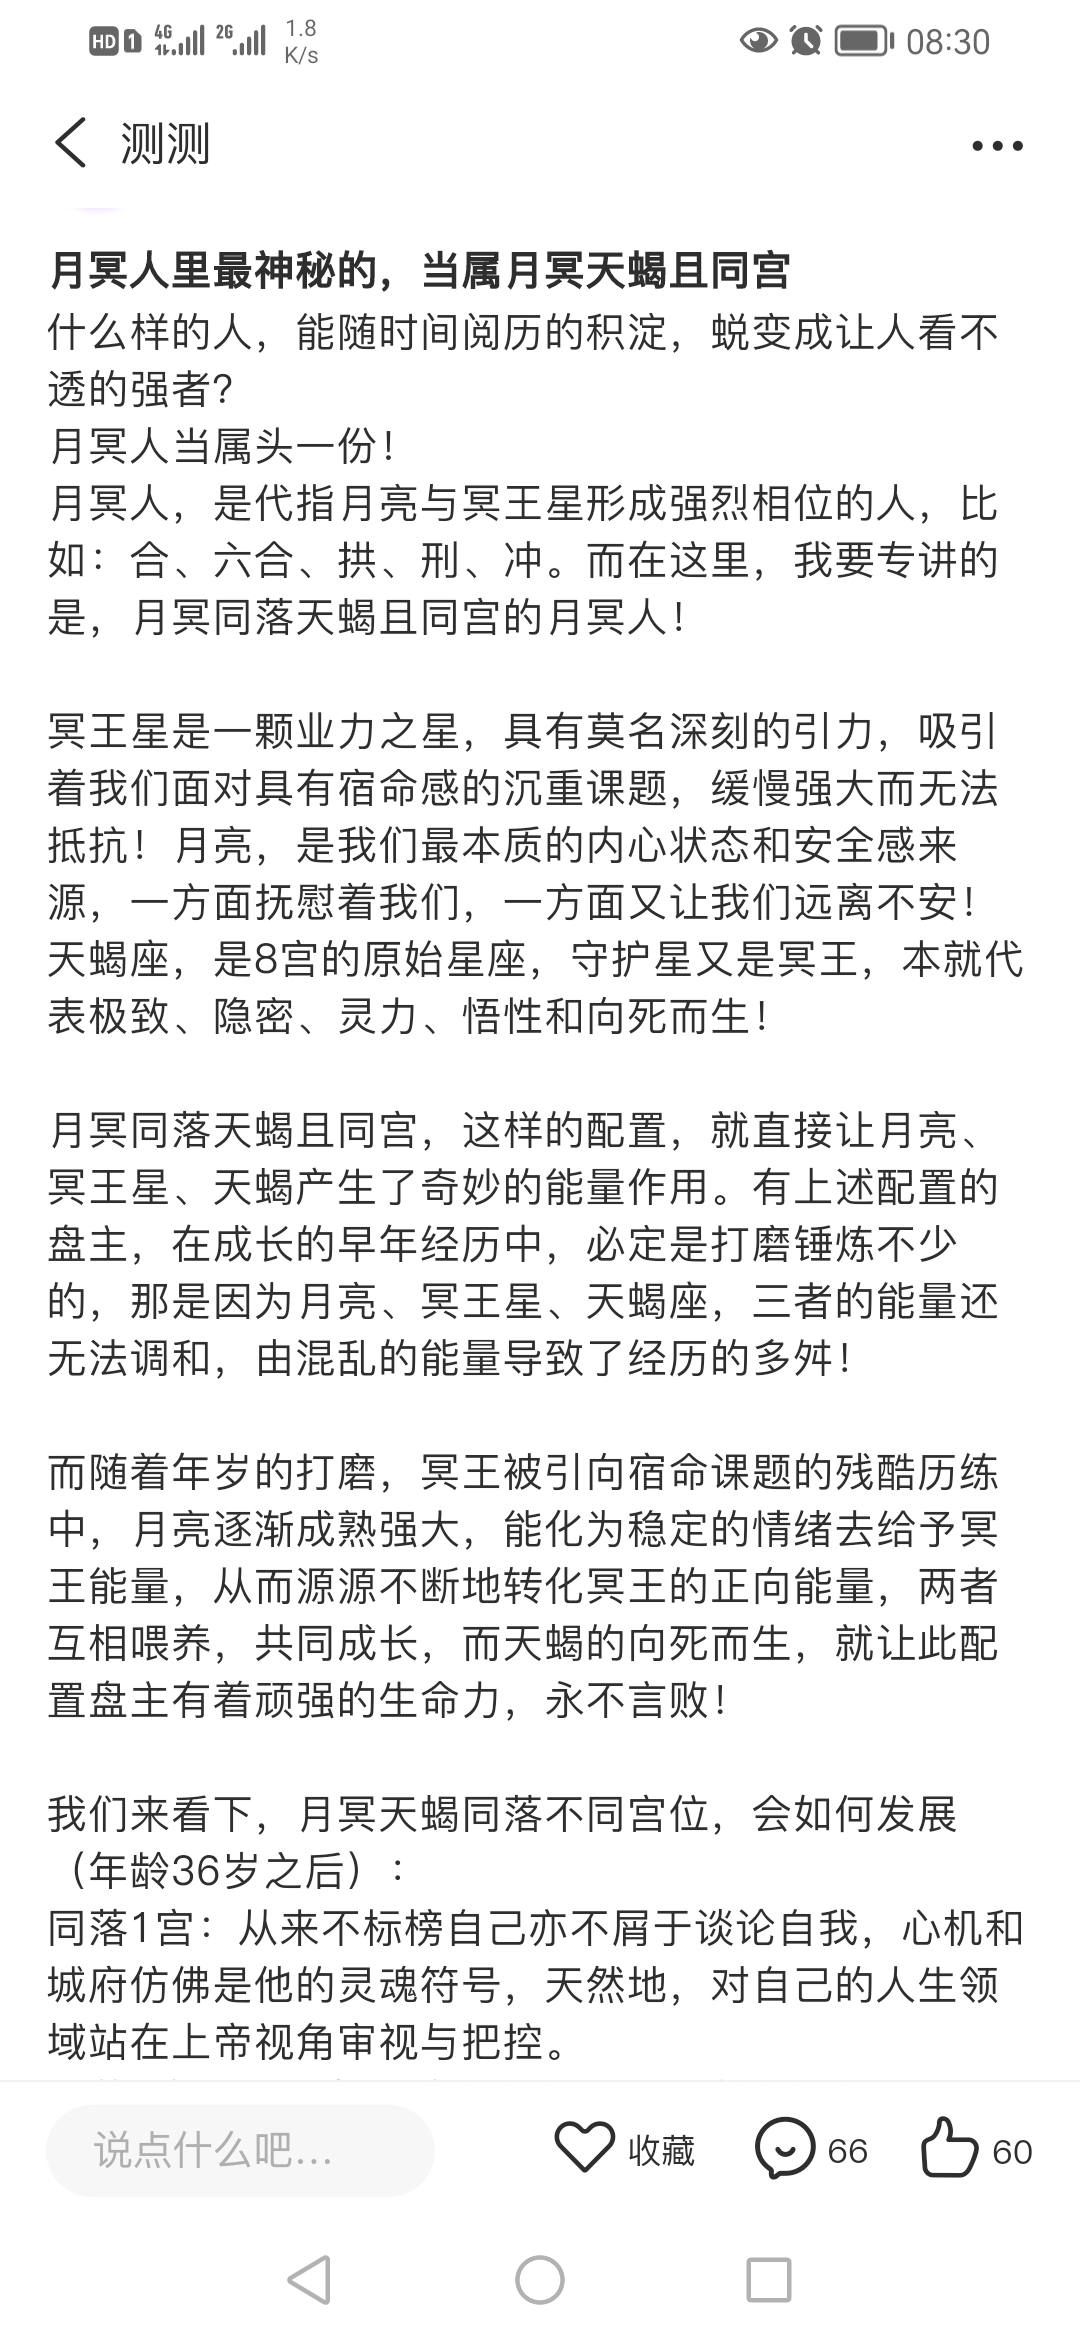 HD 1 4G 2G 1.8 K/s 08:30
测测
月冥人里最神秘的，当属月冥天蝎且同宫
什么样的人，能随时间阅历的积淀，蜕变成让人看不
透的强者？
月冥人当属头一份！
月冥人，是代指月亮与冥王星形成强烈相位的人，比
如：合、六合、拱、刑、冲。而在这里，我要专讲的
是，月冥同落天蝎且同宫的月冥人！
冥王星是一颗业力之星，具有莫名深刻的引力，吸引
着我们面对具有宿命感的沉重课题，缓慢强大而无法
抵抗！月亮，是我们最本质的内心状态和安全感来
源，一方面抚慰着我们，一方面又让我们远离不安！
天蝎座，是8宫的原始星座，守护星又是冥王，本就代
表极致、隐密、灵力、悟性和向死而生！
月冥同落天蝎且同宫，这样的配置，就直接让月亮、
冥王星、天蝎产生了奇妙的能量作用。有上述配置的
盘主，在成长的早年经历中，必定是打磨锤炼不少
的，那是因为月亮、冥王星、天蝎座，三者的能量还
无法调和，由混乱的能量导致了经历的多舛！
而随着年岁的打磨，冥王被引向宿命课题的残酷历练
中，月亮逐渐成熟强大，能化为稳定的情绪去给予冥
王能量，从而源源不断地转化冥王的正向能量，两者
互相喂养，共同成长，而天蝎的向死而生，就让此配
置盘主有着顽强的生命力，永不言败！
我们来看下，月冥天蝎同落不同宫位，会如何发展
（年龄36岁之后）：
同落1宫：从来不标榜自己亦不屑于谈论自我，心机和
城府仿佛是他的灵魂符号，天然地，对自己的人生领
域站在上帝视角审视与把控。
说点什么吧... 收藏 66 60